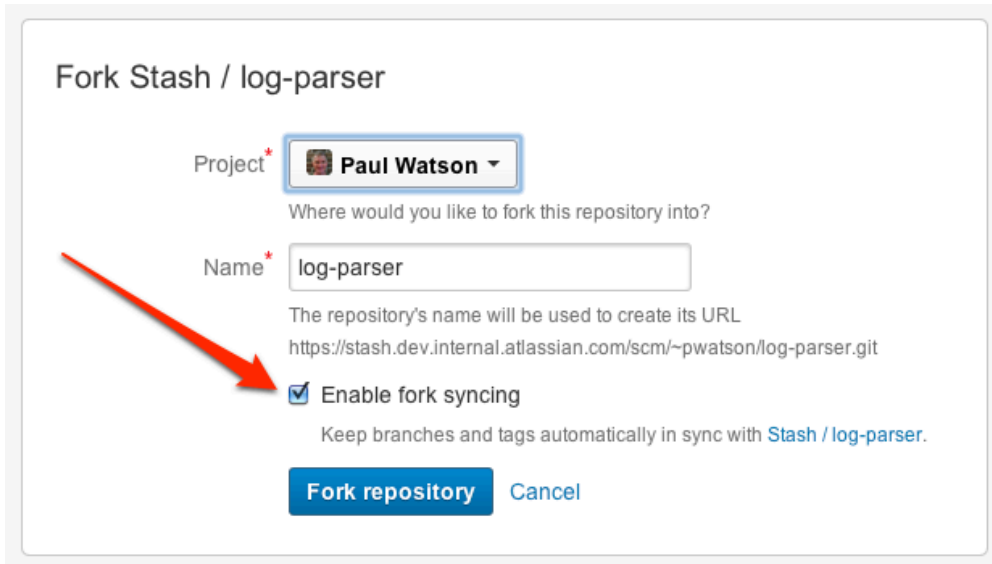 Fork Stash / log-parser
Project*
Paul Watson
Where would you like to fork this repository into?
Name*
log-parser
The repository's name will be used to create its URL
https://stash.dev.internal.atlassian.com/scm/~pwatson/log-parser.git
Enable fork syncing
Keep branches and tags automatically in sync with Stash / log-parser.
Fork repository Cancel